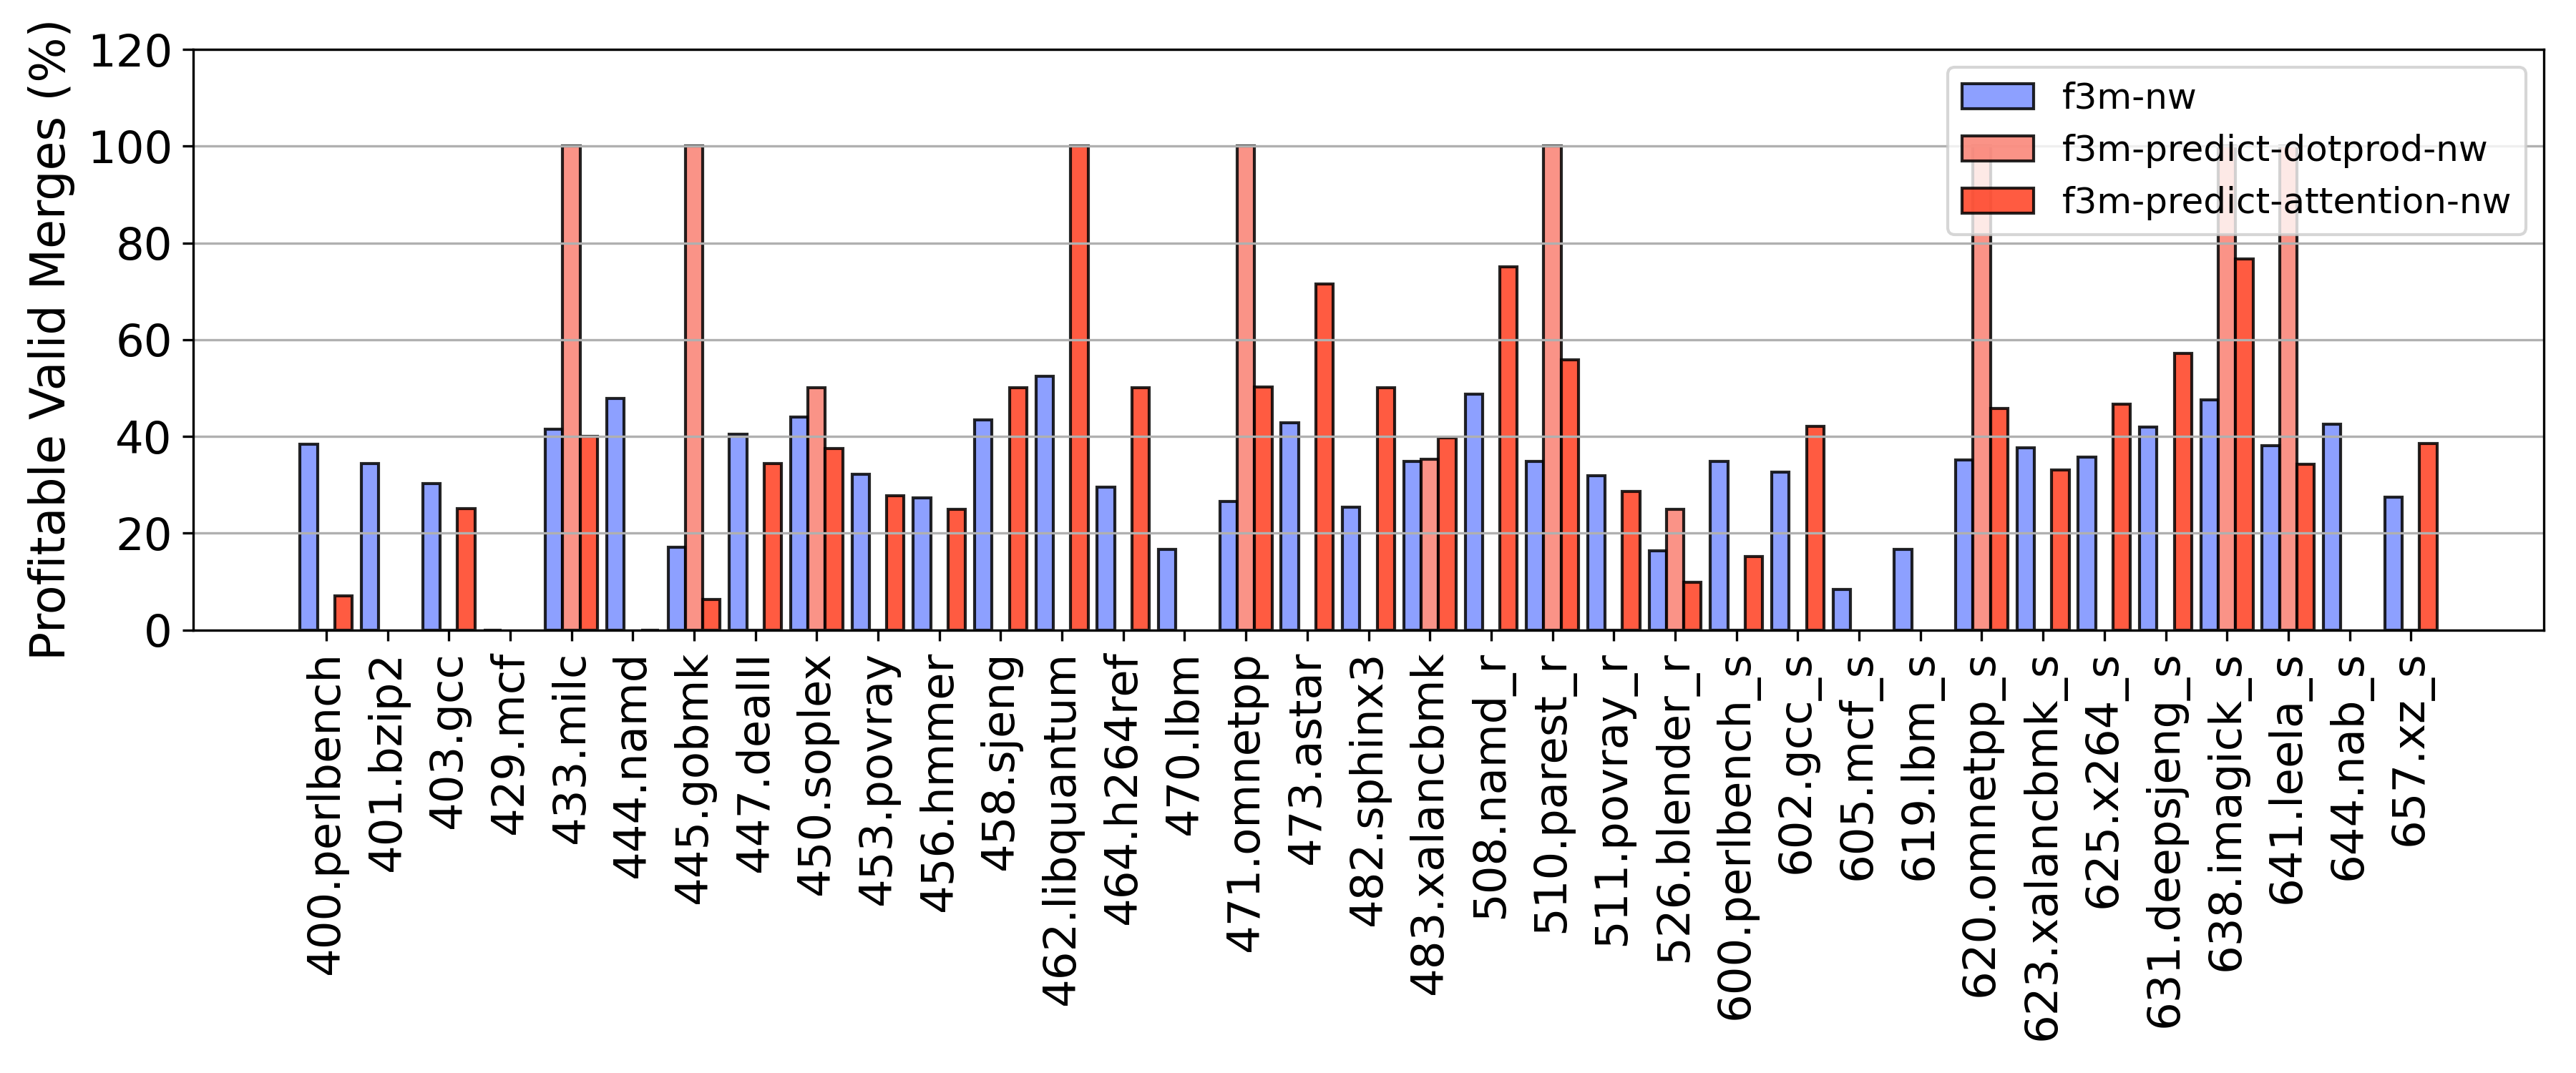 Profitable Valid Merges (%)
120
100
80
60
40
20
0
f3m-nw
f3m-predict-dotprod-nw
f3m-predict-attention-nw
400.perlbench
401.bzip2
403.gcc
429.mcf
433.milc
444.namd
445.gobmk
447.dealII
450.soplex
453.povray
456.hmmer
458.sjeng
462.libquantum
464.h264ref
470.lbm
471.omnetpp
473.astar
482.sphinx3
483.xalancbmk
508.namd_r
510.parest_r
511.povray_r
526.blender_r
600.perlbench_s
602.gcc_s
605.mcf_s
619.lbm_s
620.omnetpp_s
623.xalancbmk_s
625.x264_s
631.deepsjeng_s
638.imagick_s
641.leela_s
644.nab_s
657.xz_s